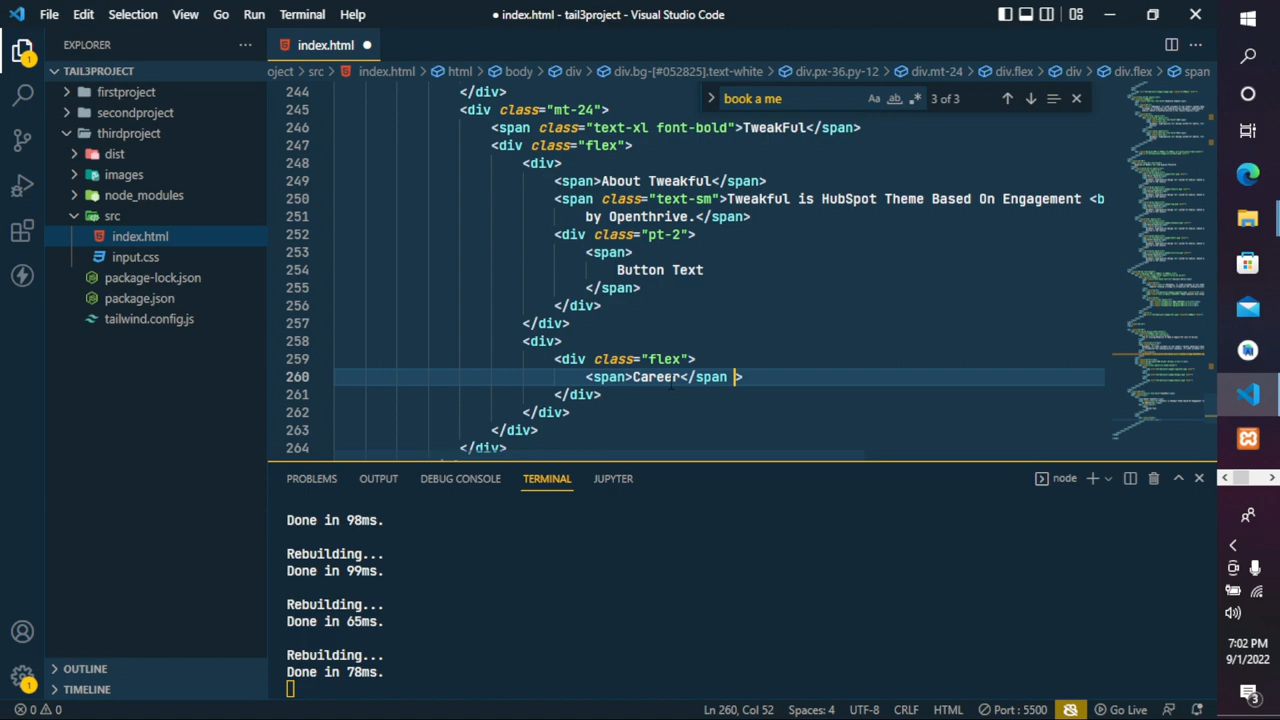 File Edit Selection View Go Run Terminal Help
● index.html - tail3project - Visual Studio Code
EXPLORER
index.html
TAIL3PROJECT
firstproject
secondproject
thirdproject
dist
images
node_modules
src
index.html
input.css
package-lock.json
package.json
tailwind.config.js
OUTLINE
TIMELINE
oject > src > index.html > html > body > div > div.bg-[#052825].text-white > div.px-36.py-12 > div.mt-24 > div.flex > div > div.flex > span
book a me
Aa ab .* 3 of 3
244 </div>
245 <div class="mt-24">
246 <span class="text-xl font-bold">TweakFul</span>
247 <div class="flex">
248 <div>
249 <span>About Tweakful</span>
250 <span class="text-sm">Tweakful is HubSpot Theme Based On Engagement <b
251 by Openthrive.</span>
252 <div class="pt-2">
253 <span>
254 Button Text
255 </span>
256 </div>
257 </div>
258 <div>
259 <div class="flex">
260 <span>Career</span >
261 </div>
262 </div>
263 </div>
264 </div>
PROBLEMS OUTPUT DEBUG CONSOLE TERMINAL JUPYTER
node
Done in 98ms.
Rebuilding...
Done in 99ms.
Rebuilding...
Done in 65ms.
Rebuilding...
Done in 78ms.
0 0
Ln 260, Col 52 Spaces: 4 UTF-8 CRLF HTML Port : 5500 Go Live
1
1
7:02 PM
9/1/2022
3